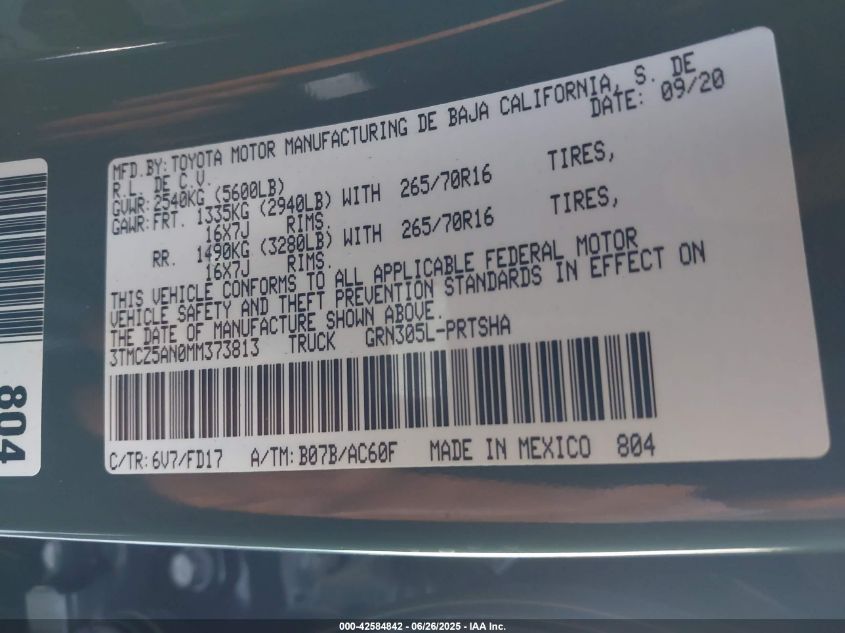 MFD.BY:TOYOTA MOTOR MANUFACTURING DE BAJA CALIFORNIA, S. DE
R.L. DE C.V. DATE: 09/20
GVWR:2540KG (5600LB)
GAWR:FRT. 1335KG (2940LB) WITH 265/70R16 TIRES,
16X7J RIMS.
RR. 1490KG (3280LB) WITH 265/70R16 TIRES,
16X7J RIMS.
THIS VEHICLE CONFORMS TO ALL APPLICABLE FEDERAL MOTOR
VEHICLE SAFETY AND THEFT PREVENTION STANDARDS IN EFFECT ON
THE DATE OF MANUFACTURE SHOWN ABOVE.
3TMCZ5AN0MM373813 TRUCK GRN305L-PRTSHA
C/TR:6V7/FD17 A/TM:B07B/AC60F MADE IN MEXICO 804
804
000-42584842 / 06/26/2025 - IAA Inc.